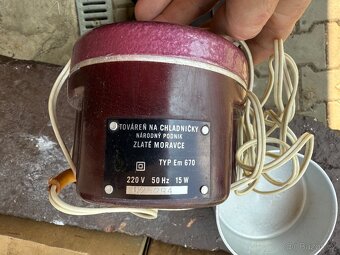 TOVÁREŇ NA CHLADNIČKY
NÁRODNÝ PODNIK
ZLATÉ MORAVCE
TYP Em 670
220 V 50 Hz 15 W